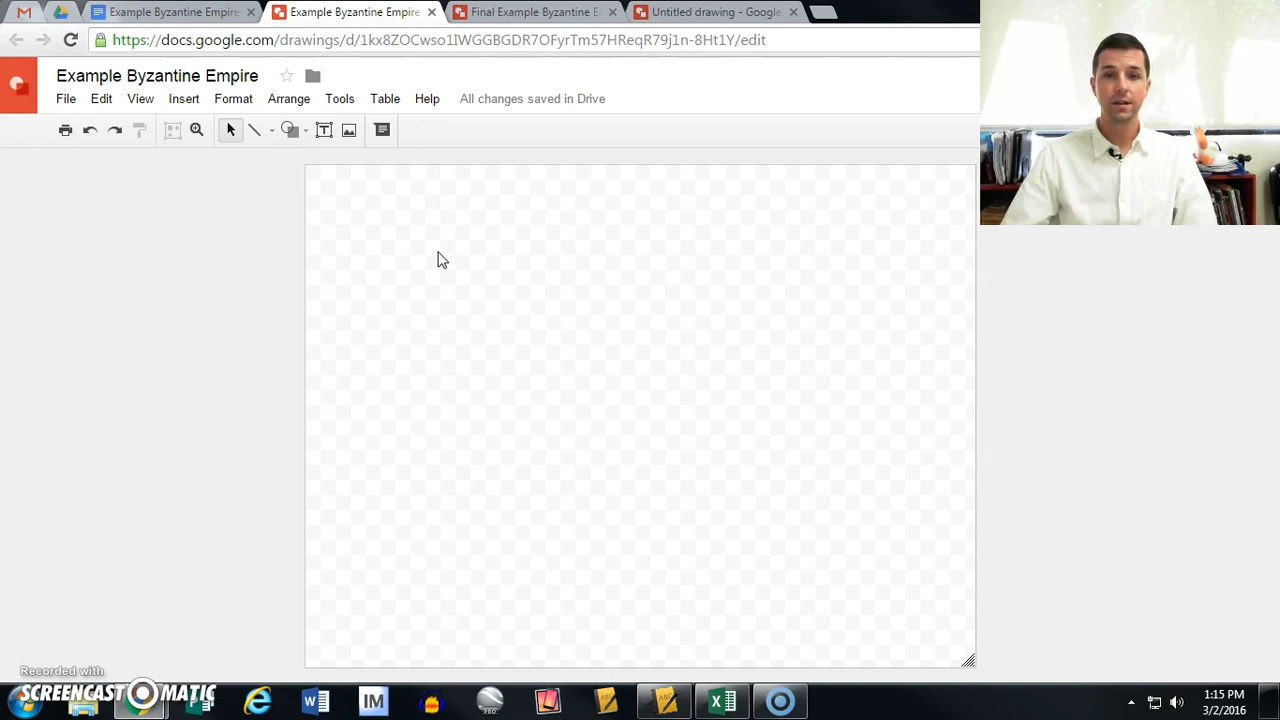 Example Byzantine Empire
Example Byzantine Empire
Final Example Byzantine E
Untitled drawing - Google
https://docs.google.com/drawings/d/1kx8ZOCwso1IWGGBGDR7OFyrTm57HReqR79j1n-8Ht1Y/edit
Example Byzantine Empire
File Edit View Insert Format Arrange Tools Table Help All changes saved in Drive
Recorded with
SCREENCAST MATIC
IM
PRO
1:15 PM
3/2/2016